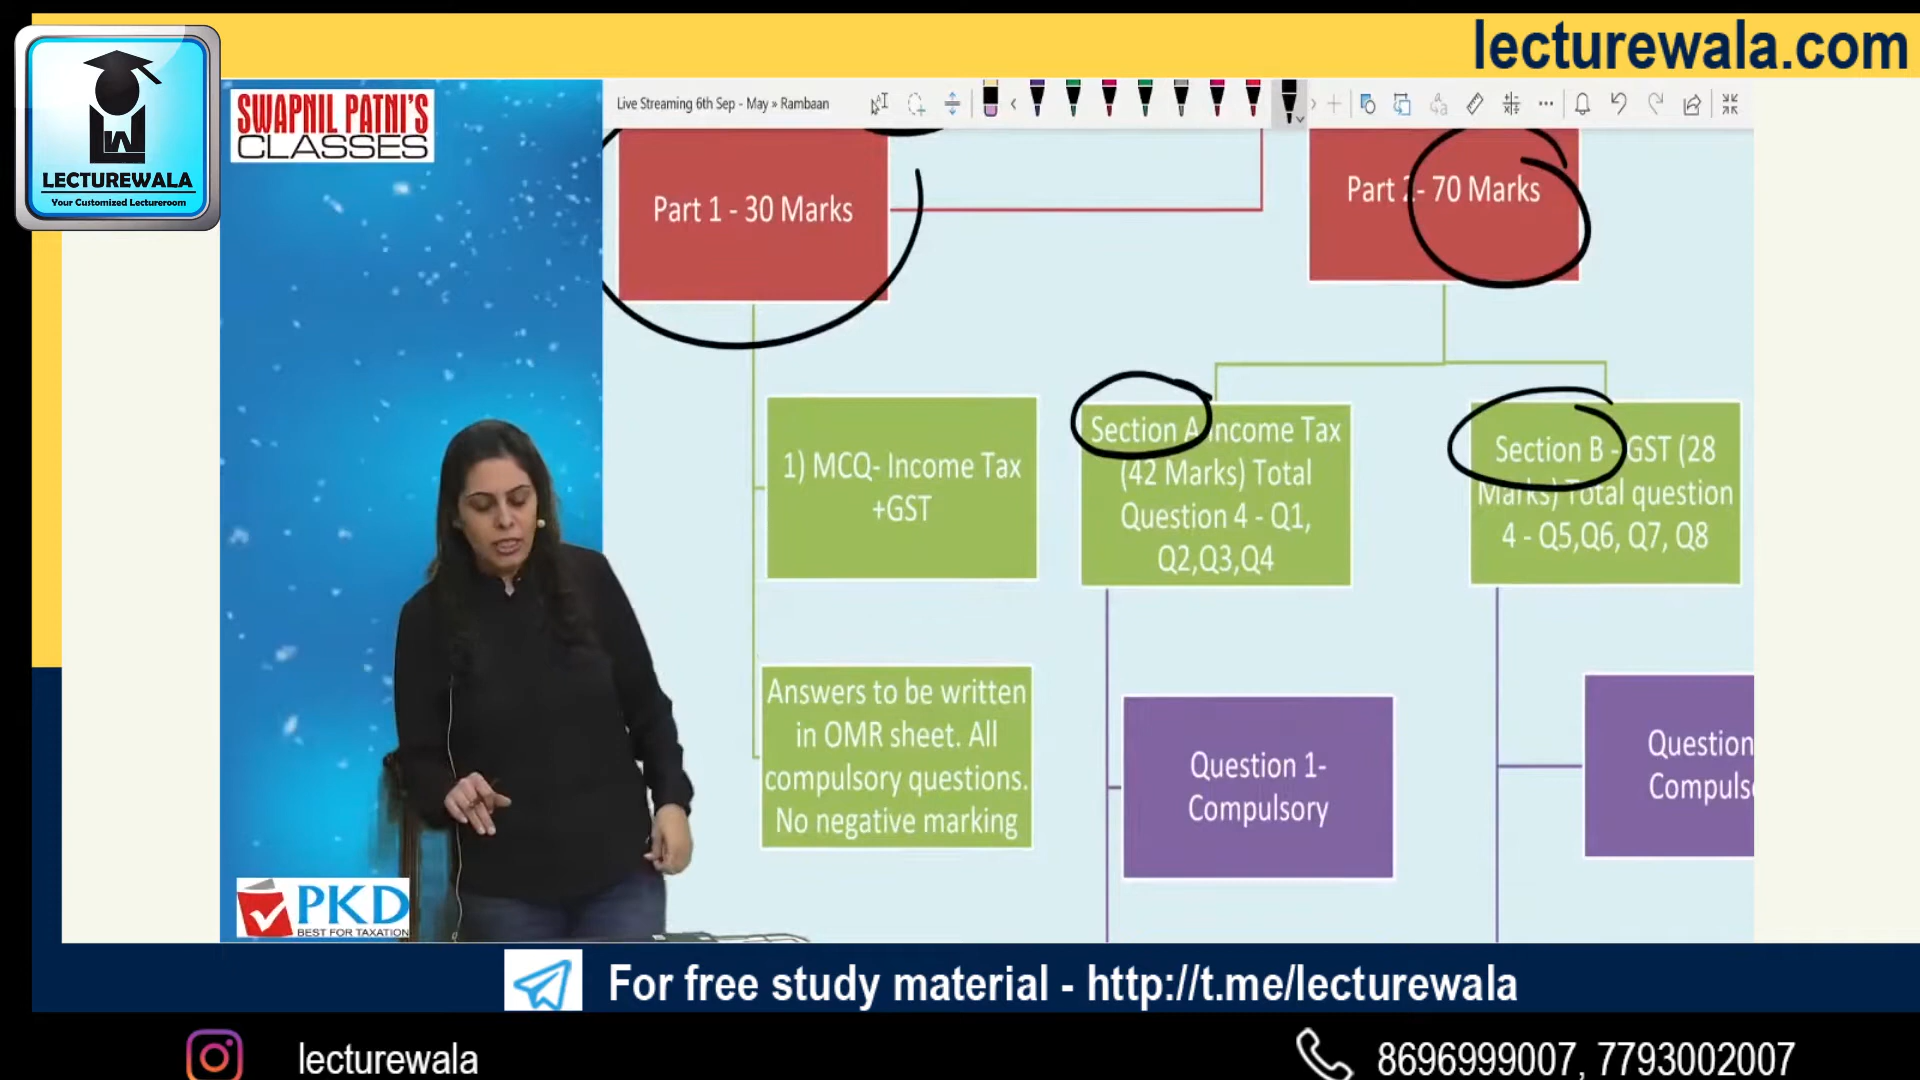 lecturewala.com
LECTUREWALA
Your Customized Lectureroom
SWAPNIL PATNI'S
CLASSES
Live Streaming 6th Sep - May » Rambaan
Part 1 - 30 Marks
Part 2- 70 Marks
1) MCQ- Income Tax
+GST
Answers to be written
in OMR sheet. All
compulsory questions.
No negative marking
Section A Income Tax
(42 Marks) Total
Question 4 - Q1,
Q2,Q3,Q4
Question 1-
Compulsory
Section B - GST (28
Marks) Total question
4 - Q5,Q6, Q7, Q8
Question
PKD
BEST FOR TAXATION
For free study material - http://t.me/lecturewala
lecturewala
8696999007, 7793002007